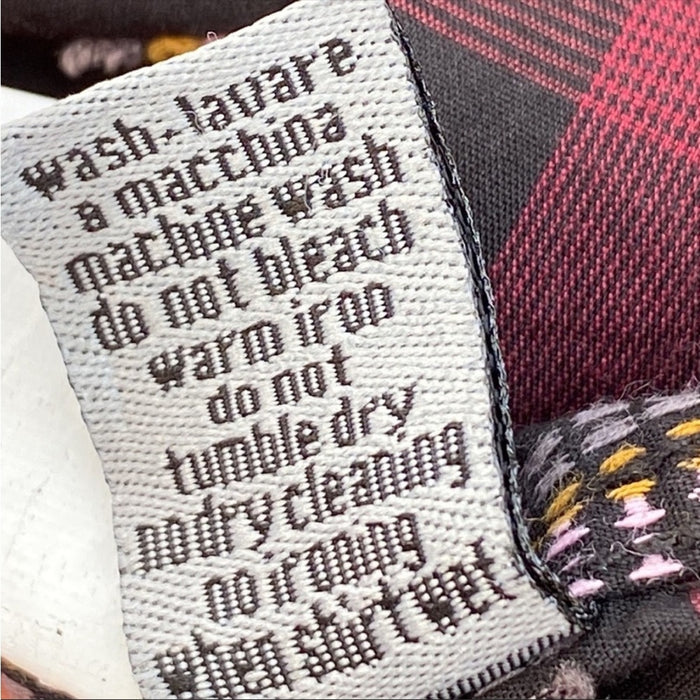 wash-lavare
a macchina
machine wash
do not bleach
warm iron
do not
tumble dry
no dry cleaning
no ironing
when shirt wet